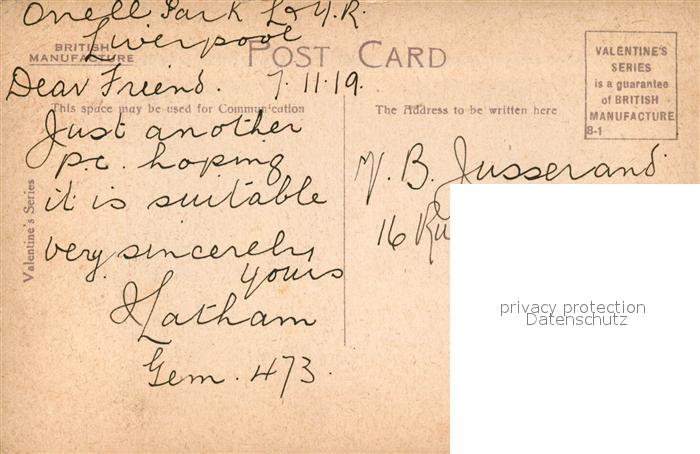 Orrell Park L & Y. R.
Liverpool
BRITISH
MANUFACTURE
POST CARD
VALENTINE'S
SERIES
is a guarantee
of BRITISH
MANUFACTURE
8-1
Dear Friend. 7.11.19.
This space may be used for Communication
The Address to be written here
Just another
p.c. hoping
it is suitable
very sincerely
yours
Latham
Gem. 473.
Valentine's Series
B. Jusserand.
16
privacy protection
Datenschutz